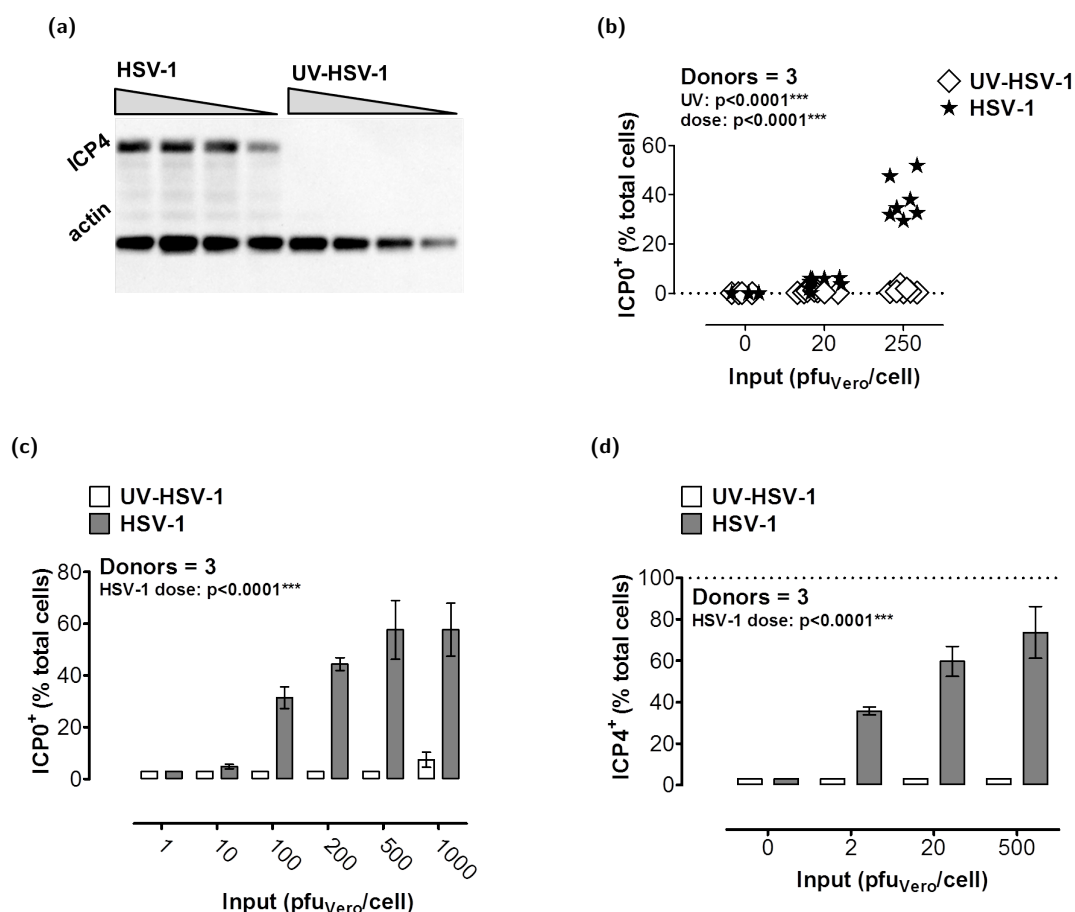 (a)
HSV-1
UV-HSV-1
ICP4
actin
(b)
Donors = 3
UV: p<0.0001***
dose: p<0.0001***
UV-HSV-1
HSV-1
ICP0⁺ (% total cells)
60
40
20
0
0 20 250
Input (pfu_Vero/cell)
(c)
UV-HSV-1
HSV-1
Donors = 3
HSV-1 dose: p<0.0001***
ICP0⁺ (% total cells)
80
60
40
20
0
1 10 100 200 500 1000
Input (pfu_Vero/cell)
(d)
UV-HSV-1
HSV-1
Donors = 3
HSV-1 dose: p<0.0001***
ICP4⁺ (% total cells)
100
80
60
40
20
0
0 2 20 500
Input (pfu_Vero/cell)